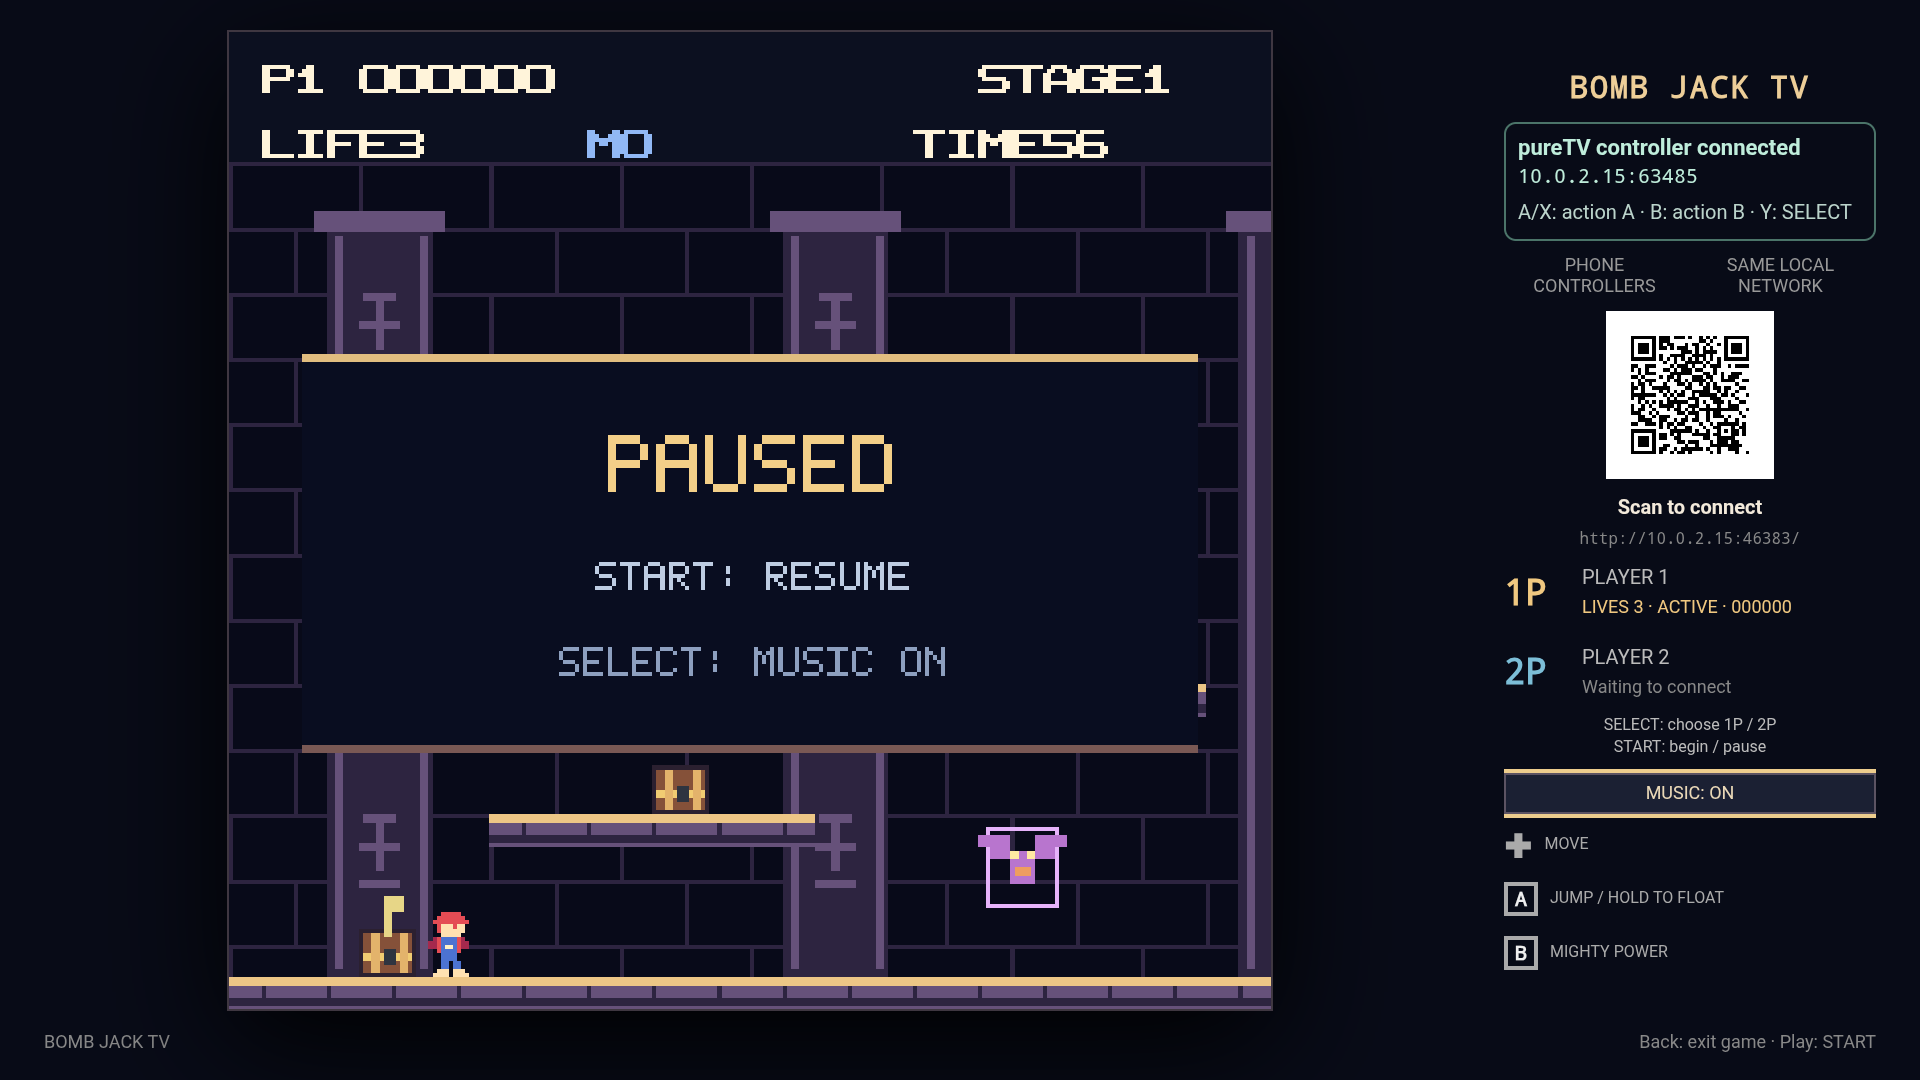 P1 000000
STAGE1
LIFE3
M0
TIME56
PAUSED
START: RESUME
SELECT: MUSIC ON
BOMB JACK TV
pureTV controller connected
10.0.2.15:63485
A/X: action A · B: action B · Y: SELECT
PHONE CONTROLLERS
SAME LOCAL NETWORK
Scan to connect
http://10.0.2.15:46383/
1P
PLAYER 1
LIVES 3 · ACTIVE · 000000
2P
PLAYER 2
Waiting to connect
SELECT: choose 1P / 2P
START: begin / pause
MUSIC: ON
MOVE
A JUMP / HOLD TO FLOAT
B MIGHTY POWER
BOMB JACK TV
Back: exit game · Play: START